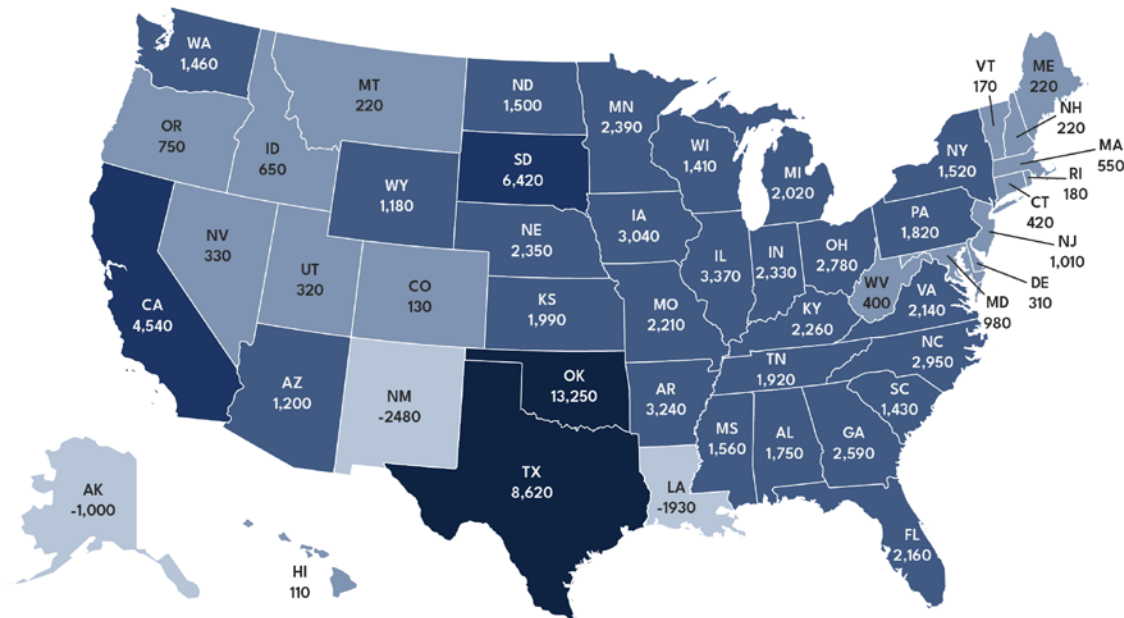 WA
1,460
OR
750
ID
650
MT
220
ND
1,500
MN
2,390
SD
6,420
WY
1,180
WI
1,410
MI
2,020
NY
1,520
VT
170
ME
220
NH
220
MA
550
RI
180
CT
420
NJ
1,010
DE
310
MD
980
PA
1,820
NV
330
UT
320
CO
130
NE
2,350
IA
3,040
IL
3,370
IN
2,330
OH
2,780
WV
400
VA
2,140
CA
4,540
KS
1,990
MO
2,210
KY
2,260
NC
2,950
TN
1,920
SC
1,430
AZ
1,200
NM
-2480
OK
13,250
AR
3,240
MS
1,560
AL
1,750
GA
2,590
TX
8,620
LA
-1930
FL
2,160
AK
-1,000
HI
110